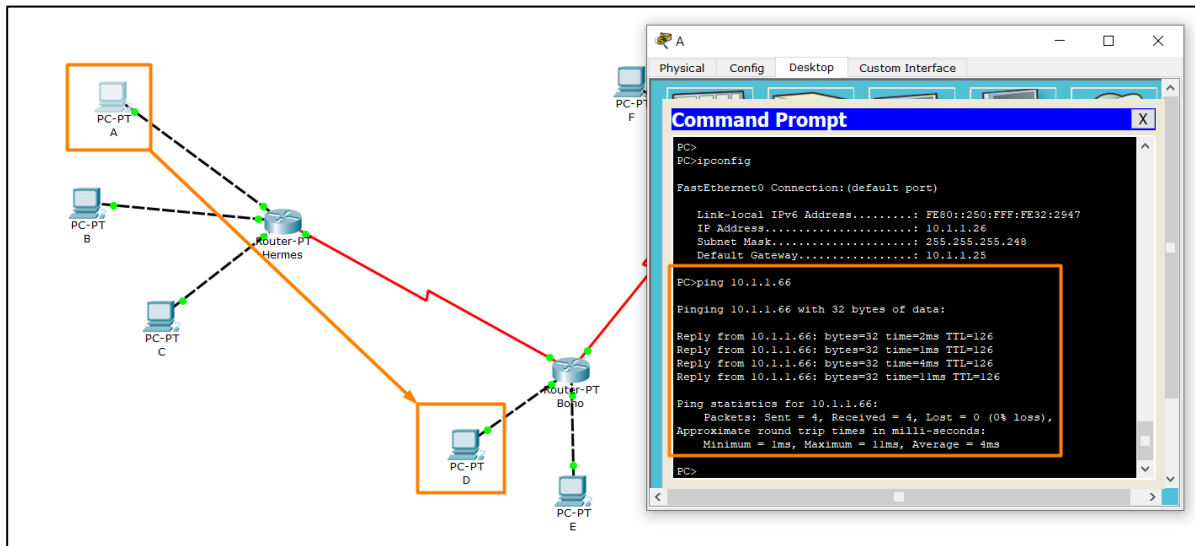 PC-PT
A
PC-PT
B
PC-PT
C
Router-PT
Hermes
PC-PT
D
Router-PT
Boho
PC-PT
E
PC-PT
F
A
Physical Config Desktop Custom Interface
Command Prompt X
PC>
PC>ipconfig
FastEthernet0 Connection:(default port)
Link-local IPv6 Address.........: FE80::250:FFF:FE32:2947
IP Address......................: 10.1.1.26
Subnet Mask.....................: 255.255.255.248
Default Gateway.................: 10.1.1.25
PC>ping 10.1.1.66
Pinging 10.1.1.66 with 32 bytes of data:
Reply from 10.1.1.66: bytes=32 time=2ms TTL=126
Reply from 10.1.1.66: bytes=32 time=1ms TTL=126
Reply from 10.1.1.66: bytes=32 time=4ms TTL=126
Reply from 10.1.1.66: bytes=32 time=11ms TTL=126
Ping statistics for 10.1.1.66:
Packets: Sent = 4, Received = 4, Lost = 0 (0% loss),
Approximate round trip times in milli-seconds:
Minimum = 1ms, Maximum = 11ms, Average = 4ms
PC>